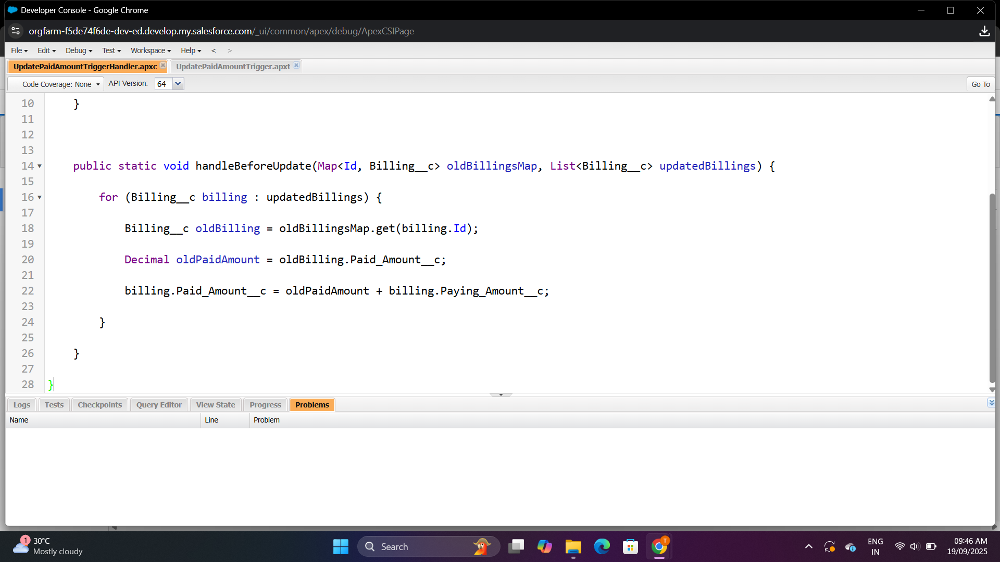 Developer Console - Google Chrome
orgfarm-f5de74f6de-dev-ed.develop.my.salesforce.com/_ui/common/apex/debug/ApexCSIPage
File Edit Debug Test Workspace Help < >
UpdatePaidAmountTriggerHandler.apxc UpdatePaidAmountTrigger.apxt
Code Coverage: None API Version: 64 Go To
10 }
11
12
13
14 public static void handleBeforeUpdate(Map<Id, Billing__c> oldBillingsMap, List<Billing__c> updatedBillings) {
15
16 for (Billing__c billing : updatedBillings) {
17
18 Billing__c oldBilling = oldBillingsMap.get(billing.Id);
19
20 Decimal oldPaidAmount = oldBilling.Paid_Amount__c;
21
22 billing.Paid_Amount__c = oldPaidAmount + billing.Paying_Amount__c;
23
24 }
25
26 }
27
28 }
Logs Tests Checkpoints Query Editor View State Progress Problems
Name Line Problem
1 30°C
Mostly cloudy
Search
T
ENG
IN
09:46 AM
19/09/2025